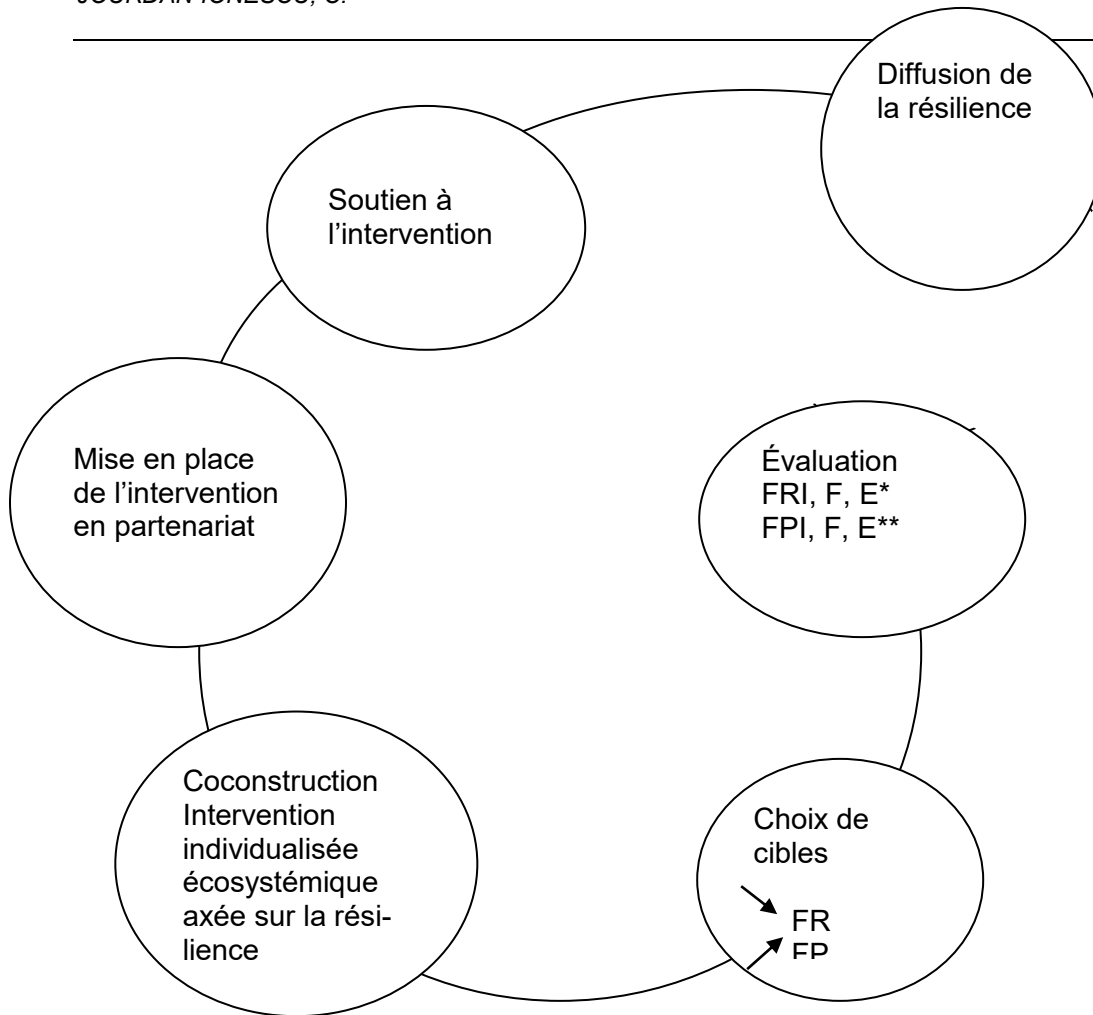 Diffusion de
la résilience
Soutien à
l’intervention
Mise en place
de l’intervention
en partenariat
Évaluation
FRI, F, E*
FPI, F, E**
Coconstruction
Intervention
individualisée
écosystémique
axée sur la rési-
lience
Choix de
cibles
FR
FP